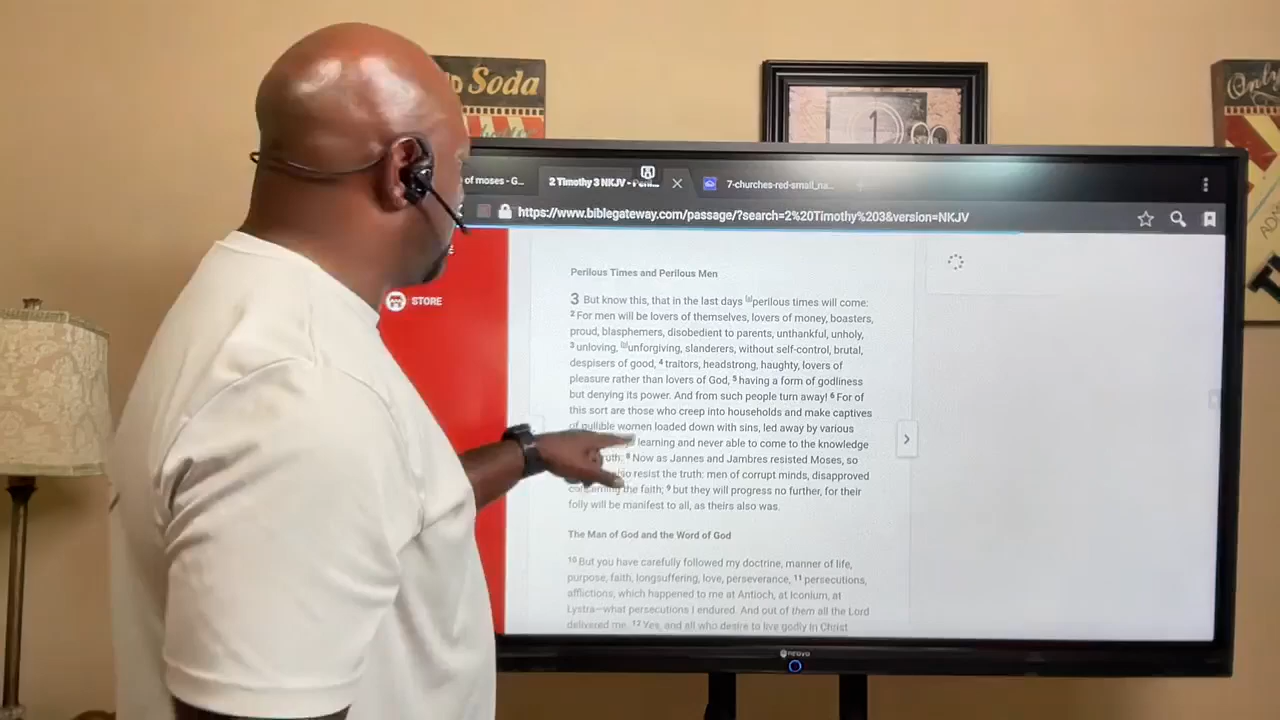 Soda
Only
1
of moses - G...
2 Timothy 3 NKJV -
7-churches-red-small_na...
https://www.biblegateway.com/passage/?search=2%20Timothy%203&version=NKJV
STORE
Perilous Times and Perilous Men
3 But know this, that in the last days [a]perilous times will come:
2 For men will be lovers of themselves, lovers of money, boasters,
proud, blasphemers, disobedient to parents, unthankful, unholy,
3 unloving, [b]unforgiving, slanderers, without self-control, brutal,
despisers of good, 4 traitors, headstrong, haughty, lovers of
pleasure rather than lovers of God, 5 having a form of godliness
but denying its power. And from such people turn away! 6 For of
this sort are those who creep into households and make captives
of gullible women loaded down with sins, led away by various
learning and never able to come to the knowledge
8 Now as Jannes and Jambres resisted Moses, so
also resist the truth: men of corrupt minds, disapproved
concerning the faith; 9 but they will progress no further, for their
folly will be manifest to all, as theirs also was.
The Man of God and the Word of God
10 But you have carefully followed my doctrine, manner of life,
purpose, faith, longsuffering, love, perseverance, 11 persecutions,
afflictions, which happened to me at Antioch, at Iconium, at
Lystra—what persecutions I endured. And out of them all the Lord
delivered me. 12 Yes, and all who desire to live godly in Christ